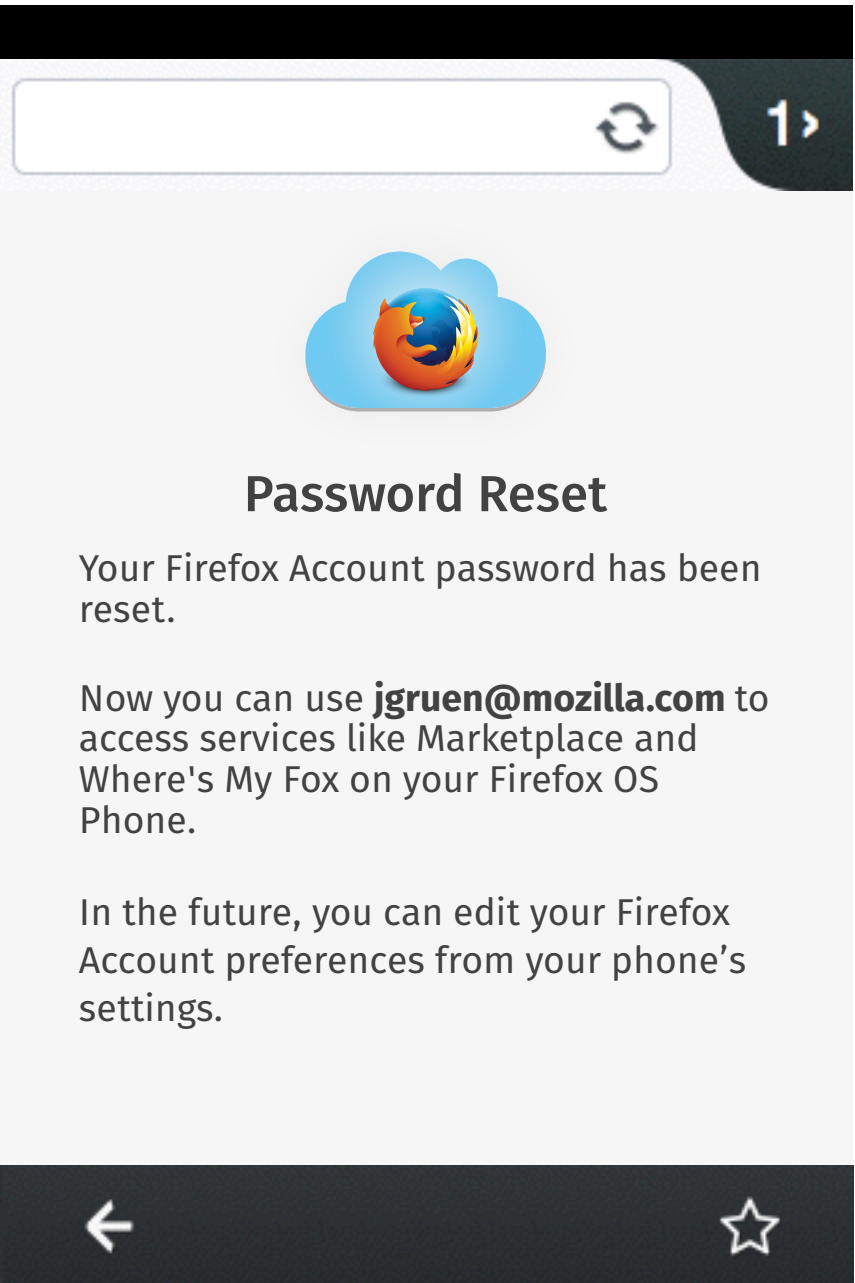 1›
Password Reset
Your Firefox Account password has been
reset.
Now you can use jgruen@mozilla.com to
access services like Marketplace and
Where's My Fox on your Firefox OS
Phone.
In the future, you can edit your Firefox
Account preferences from your phone’s
settings.